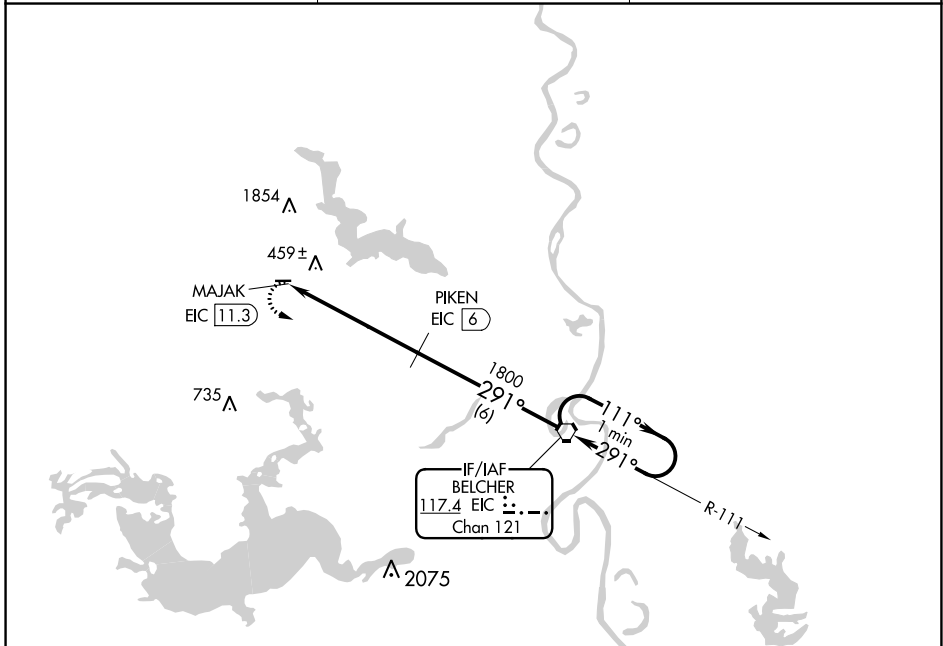 1854
459±
MAJAK
EIC 11.3
PIKEN
EIC 6
1800
291°
(6)
735
111°
1 min
291°
IF/IAF
BELCHER
117.4 EIC
Chan 121
R-111
2075